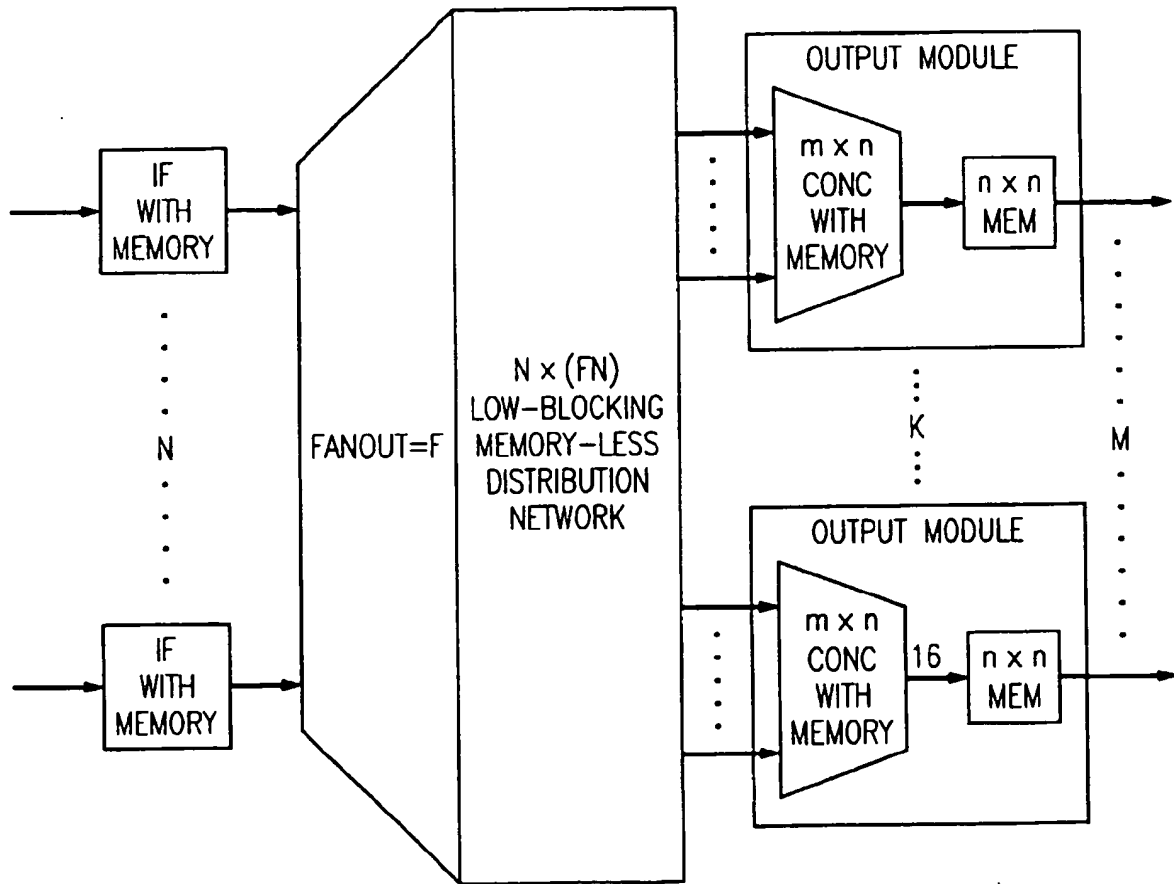 IF
WITH
MEMORY
N
IF
WITH
MEMORY
FANOUT=F
N x (FN)
LOW-BLOCKING
MEMORY-LESS
DISTRIBUTION
NETWORK
OUTPUT MODULE
m x n
CONC
WITH
MEMORY
n x n
MEM
K
M
OUTPUT MODULE
m x n
CONC
WITH
MEMORY
16
n x n
MEM